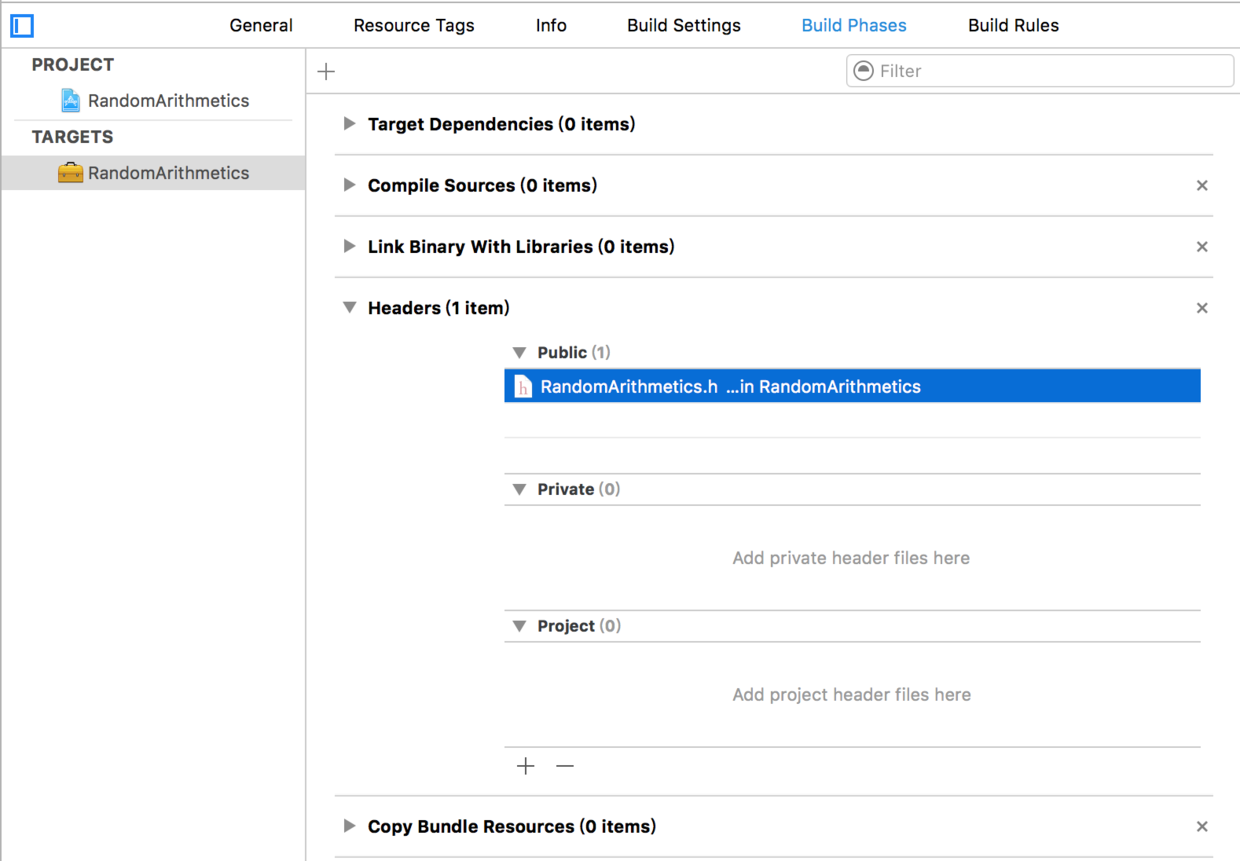 General Resource Tags Info Build Settings Build Phases Build Rules
PROJECT
RandomArithmetics
TARGETS
RandomArithmetics
Filter
Target Dependencies (0 items)
Compile Sources (0 items)
Link Binary With Libraries (0 items)
Headers (1 item)
Public (1)
h RandomArithmetics.h ...in RandomArithmetics
Private (0)
Add private header files here
Project (0)
Add project header files here
Copy Bundle Resources (0 items)